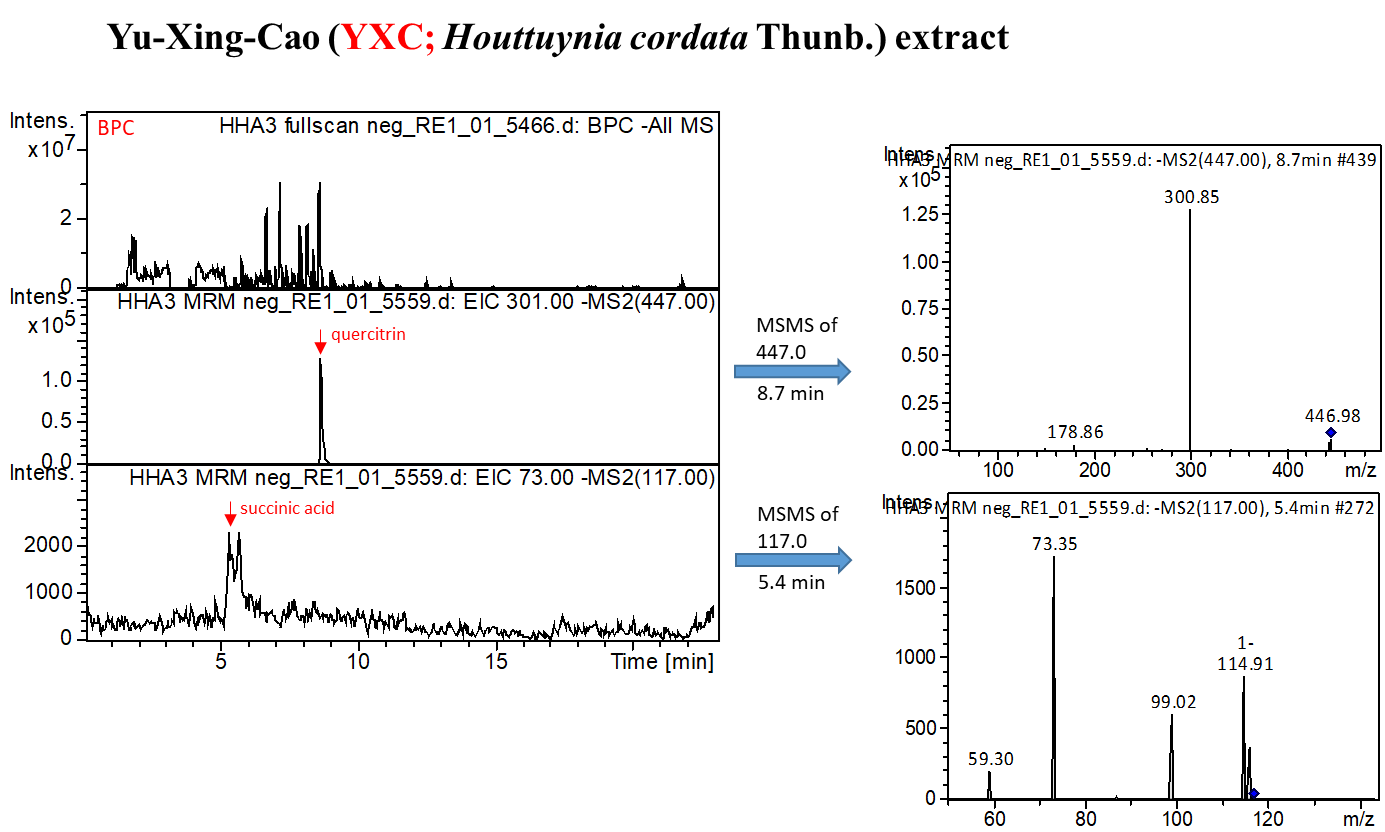 Yu-Xing-Cao (YXC; Houttuynia cordata Thunb.) extract
Intens.
x10⁷
BPC
HHA3 fullscan neg_RE1_01_5466.d: BPC -All MS
2
0
Intens.
x10⁵
HHA3 MRM neg_RE1_01_5559.d: EIC 301.00 -MS2(447.00)
quercitrin
1.0
0.5
0.0
Intens.
HHA3 MRM neg_RE1_01_5559.d: EIC 73.00 -MS2(117.00)
succinic acid
2000
1000
0
5
10
15
Time [min]
MSMS of
447.0
8.7 min
MSMS of
117.0
5.4 min
Intens.
x10⁵
HHA3 MRM neg_RE1_01_5559.d: -MS2(447.00), 8.7min #439
300.85
1.25
1.00
0.75
0.50
0.25
0.00
178.86
446.98
100
200
300
400
m/z
Intens.
HHA3 MRM neg_RE1_01_5559.d: -MS2(117.00), 5.4min #272
73.35
1500
1000
500
0
1-
114.91
99.02
59.30
60
80
100
120
m/z